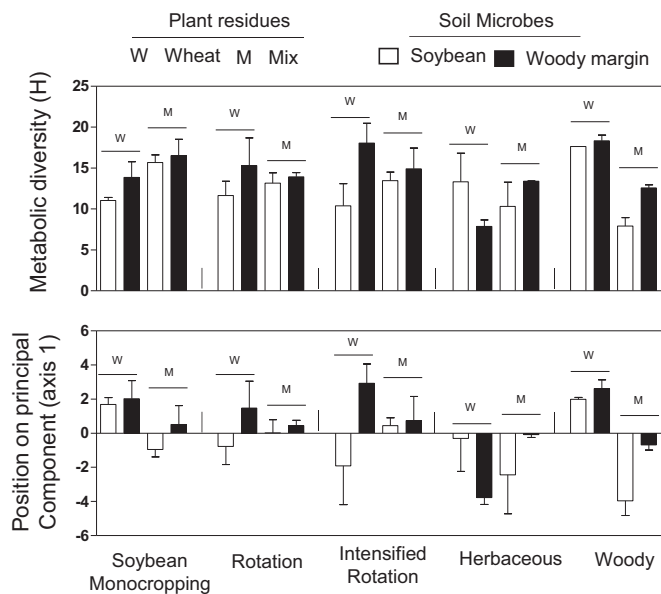 Plant residues Soil Microbes
W Wheat M Mix Soybean Woody margin
Metabolic diversity (H)
25
20
15
10
5
0
W M W M W M W M W M
Position on principal
Component (axis 1)
6
4
2
0
-2
-4
-6
W M W M W M W M W M
Soybean
Monocropping
Rotation
Intensified
Rotation
Herbaceous
Woody